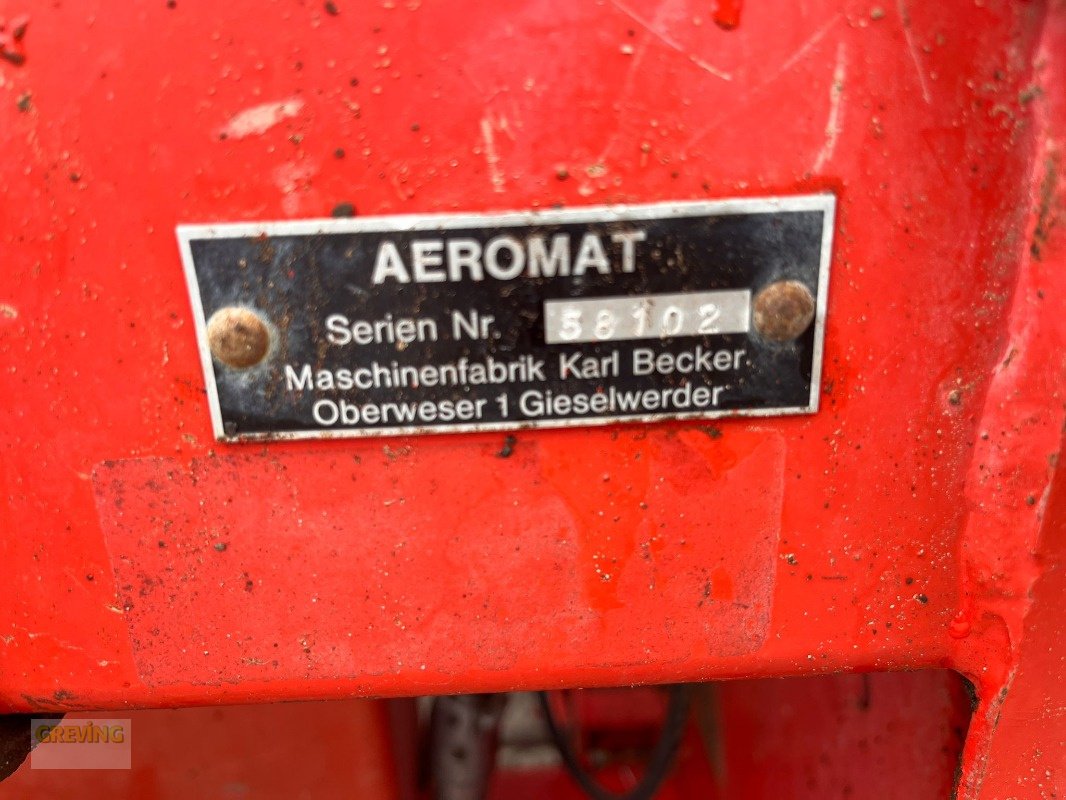 AEROMAT
Serien Nr. 58102
Maschinenfabrik Karl Becker
Oberweser 1 Gieselwerder
GREVING